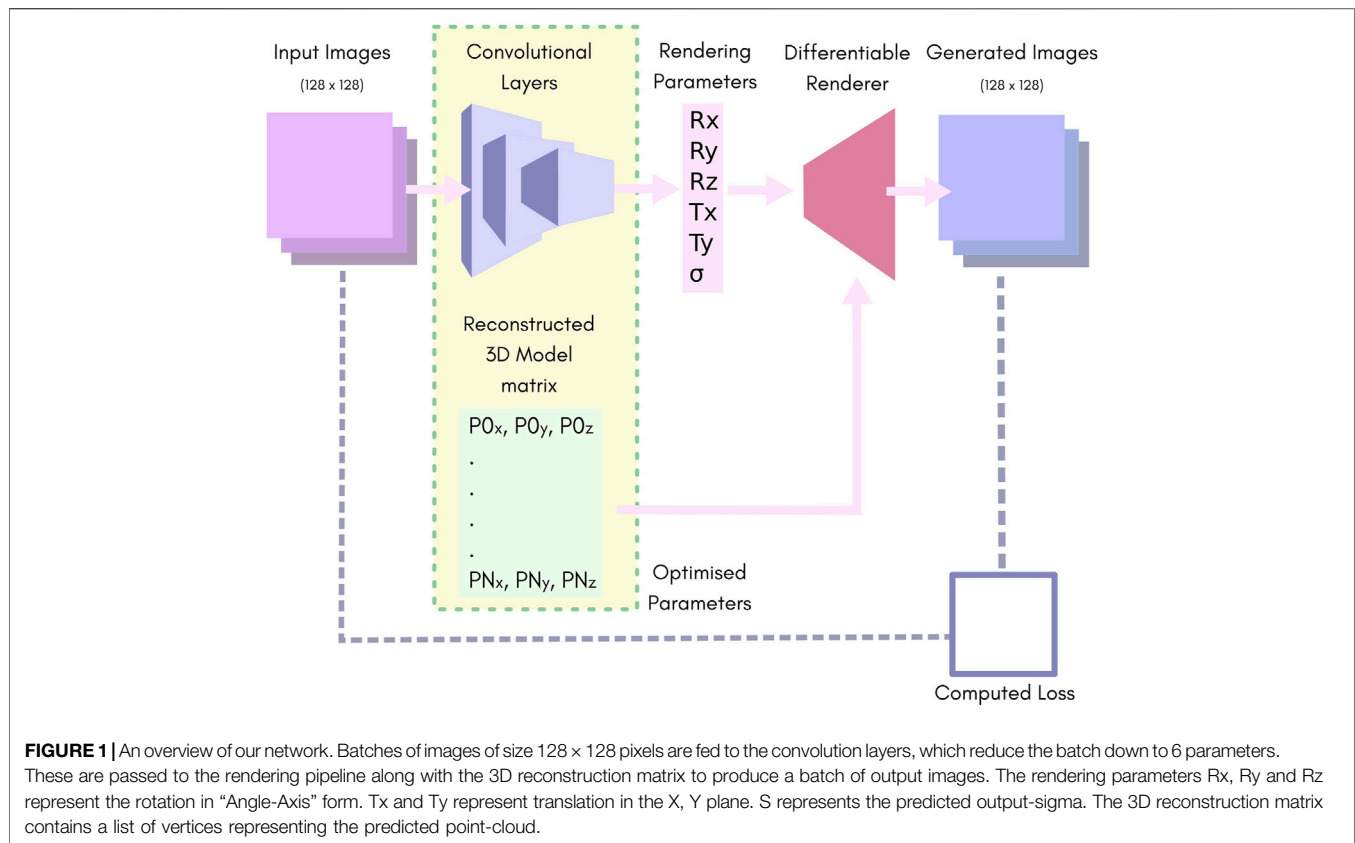 Input Images
(128 x 128)
Convolutional
Layers
Rendering
Parameters
Differentiable
Renderer
Generated Images
(128 x 128)
Rx
Ry
Rz
Tx
Ty
σ
Reconstructed
3D Model
matrix
P0x, P0y, P0z
.
.
.
.
PNx, PNy, PNz
Optimised
Parameters
Computed Loss
FIGURE 1 | An overview of our network. Batches of images of size 128 × 128 pixels are fed to the convolution layers, which reduce the batch down to 6 parameters.
These are passed to the rendering pipeline along with the 3D reconstruction matrix to produce a batch of output images. The rendering parameters Rx, Ry and Rz
represent the rotation in “Angle-Axis” form. Tx and Ty represent translation in the X, Y plane. S represents the predicted output-sigma. The 3D reconstruction matrix
contains a list of vertices representing the predicted point-cloud.